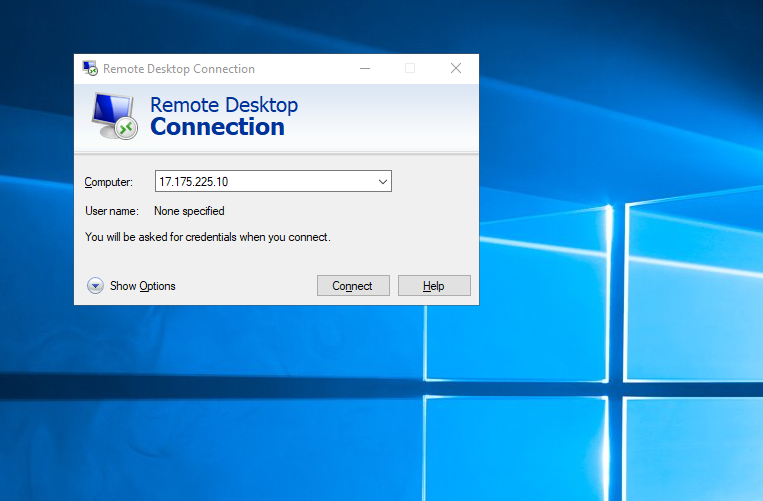 Remote Desktop Connection
Remote Desktop
Connection
Computer:
17.175.225.10
User name:
None specified
You will be asked for credentials when you connect.
Show Options
Connect
Help